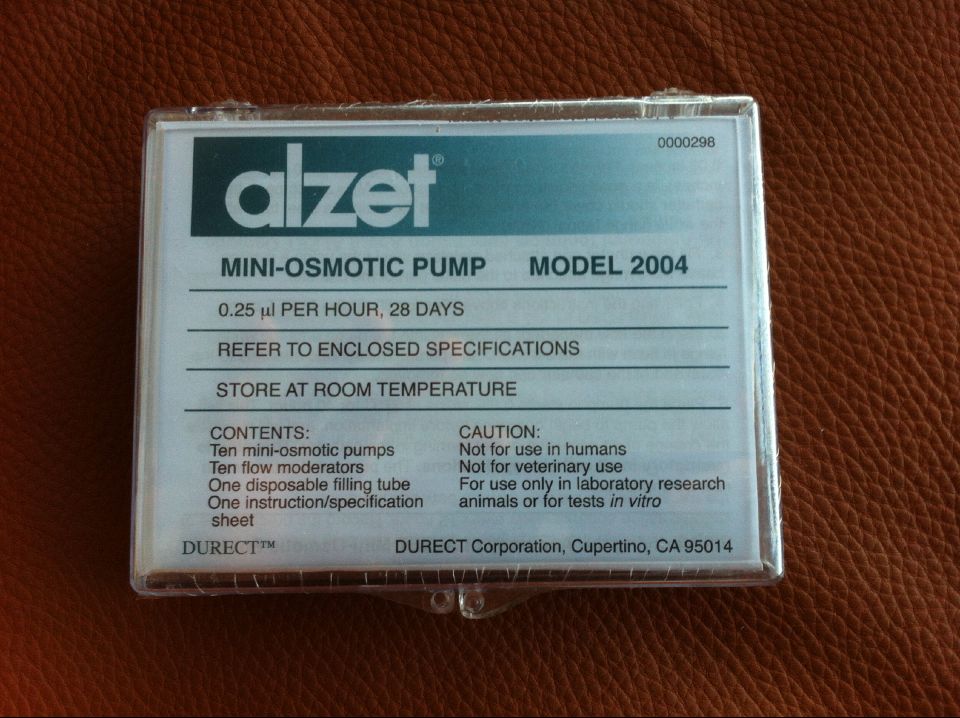 0000298
alzet®
MINI-OSMOTIC PUMP MODEL 2004
0.25 µl PER HOUR, 28 DAYS
REFER TO ENCLOSED SPECIFICATIONS
STORE AT ROOM TEMPERATURE
CONTENTS:
Ten mini-osmotic pumps
Ten flow moderators
One disposable filling tube
One instruction/specification
sheet
CAUTION:
Not for use in humans
Not for veterinary use
For use only in laboratory research
animals or for tests in vitro
DURECT™
DURECT Corporation, Cupertino, CA 95014